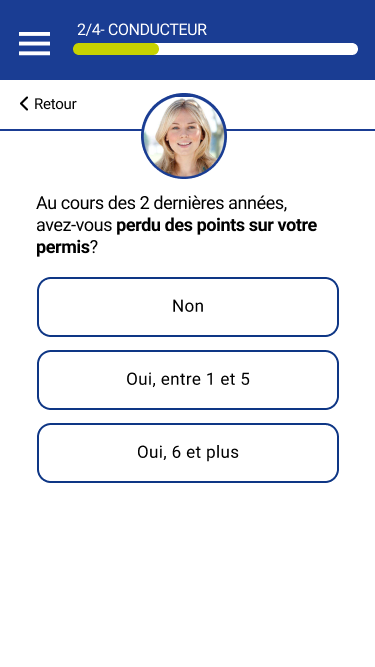 2/4- CONDUCTEUR
Retour
Au cours des 2 dernières années,
avez-vous perdu des points sur votre
permis?
Non
Oui, entre 1 et 5
Oui, 6 et plus